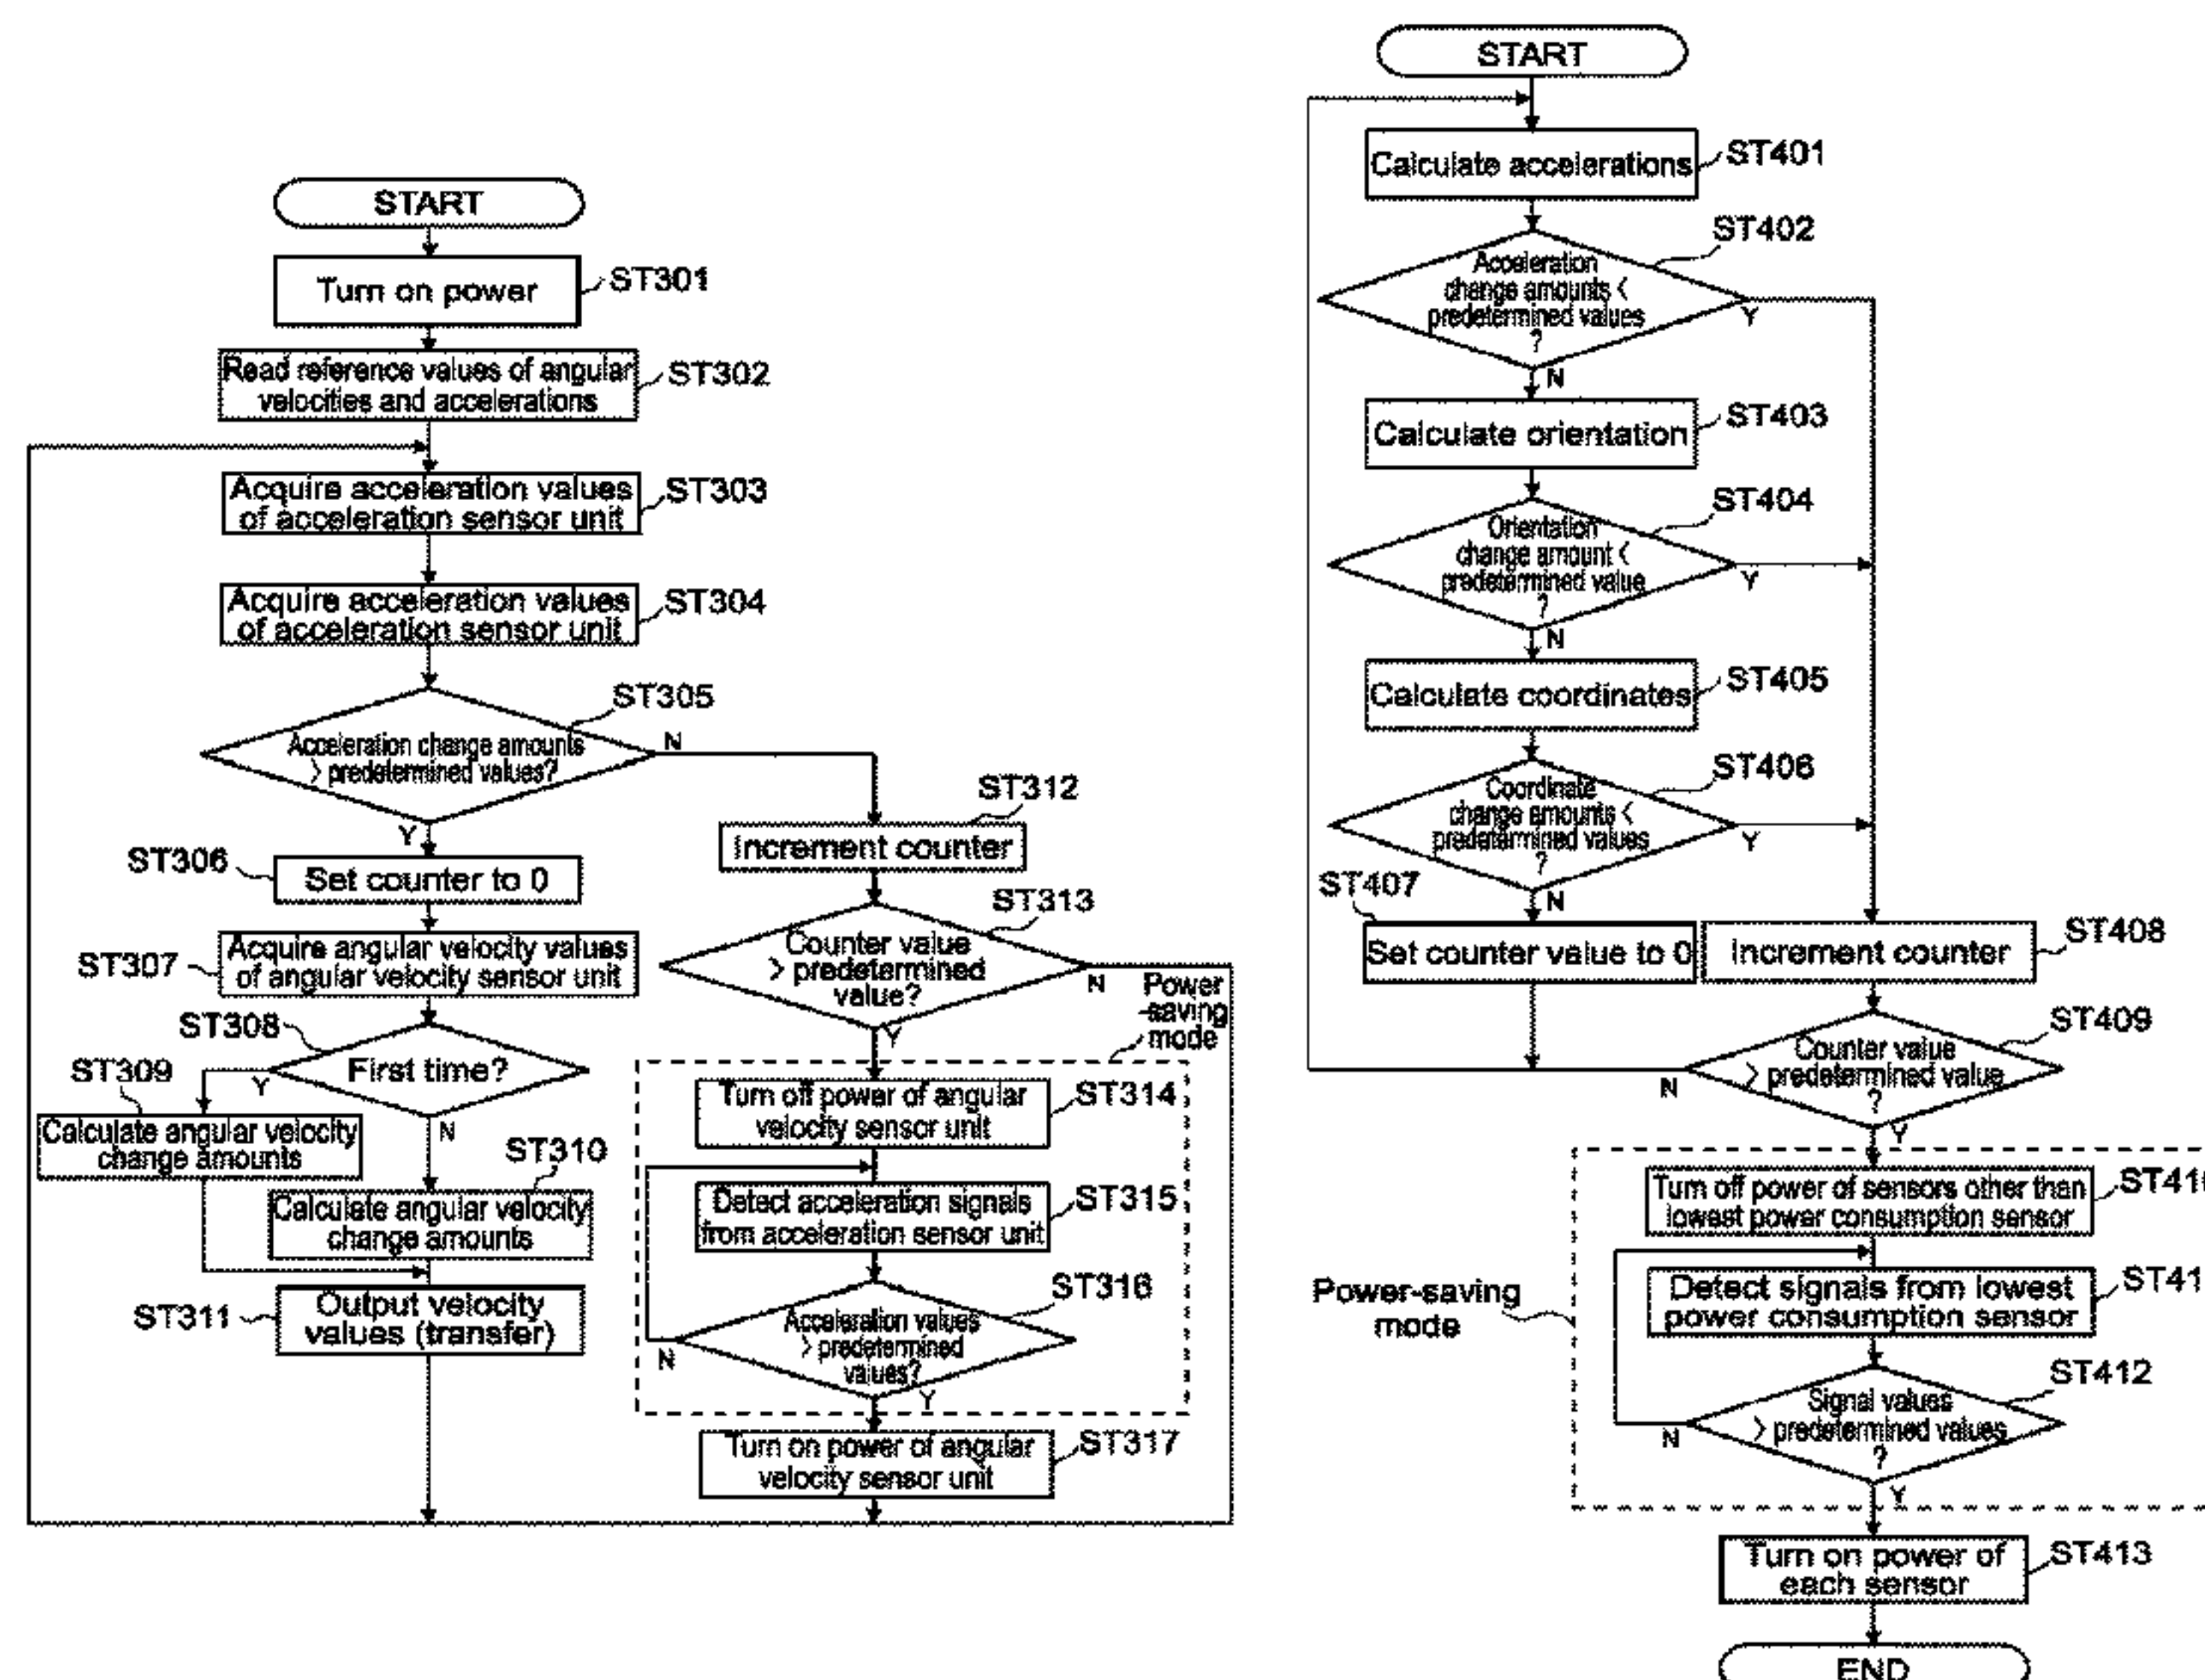 START
Turn on power
ST301
Read reference values of angular
velocities and accelerations
ST302
Acquire acceleration values
of acceleration sensor unit
ST303
Acquire acceleration values
of acceleration sensor unit
ST304
ST305
Acceleration change amounts
> predetermined values?
N
Y
ST306
Set counter to 0
ST307
Acquire angular velocity values
of angular velocity sensor unit
ST308
First time?
Y
N
ST309
Calculate angular velocity
change amounts
ST310
Calculate angular velocity
change amounts
ST311
Output velocity
values (transfer)
ST312
Increment counter
ST313
Counter value
> predetermined
value?
N
Y
Power
-saving
mode
Turn off power of angular
velocity sensor unit
ST314
Detect acceleration signals
from acceleration sensor unit
ST315
ST316
Acceleration values
> predetermined
values?
N
Y
Turn on power of angular
velocity sensor unit
ST317
START
Calculate accelerations
ST401
ST402
Acceleration
change amounts <
predetermined values
?
Y
N
Calculate orientation
ST403
ST404
Orientation
change amount <
predetermined value
?
Y
N
Calculate coordinates
ST405
ST406
Coordinate
change amounts <
predetermined values
?
Y
N
ST407
Set counter value to 0
Increment counter
ST408
ST409
Counter value
> predetermined value
?
N
Y
Turn off power of sensors other than
lowest power consumption sensor
Detect signals from lowest
power consumption sensor
Power-saving
mode
ST412
Signal values
> predetermined values
?
N
Y
Turn on power of
each sensor
ST413
END